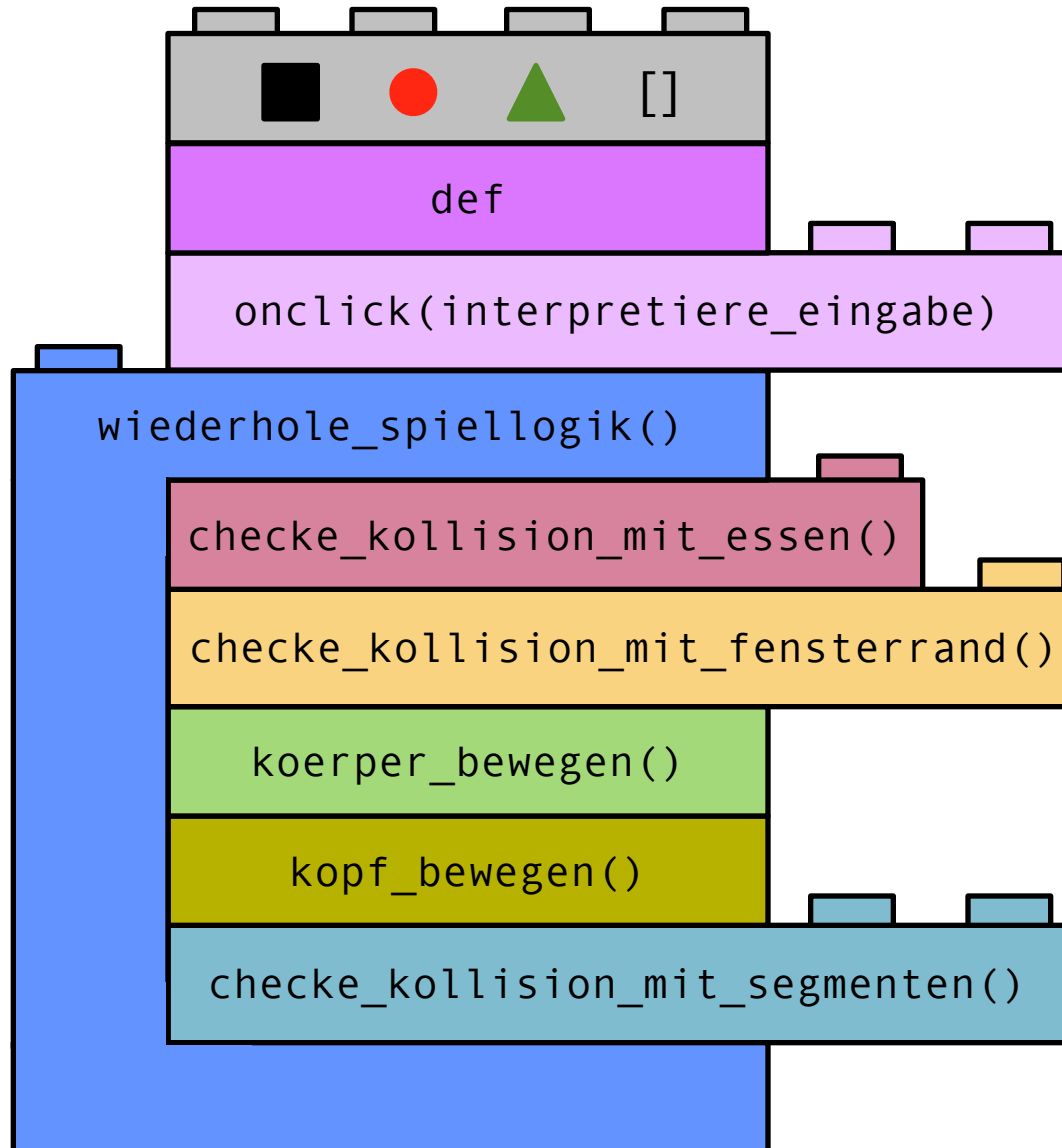 []
def
onclick(interpretiere_eingabe)
wiederhole_spiellogik()
checke_kollision_mit_essen()
checke_kollision_mit_fensterrand()
koerper_bewegen()
kopf_bewegen()
checke_kollision_mit_segmenten()